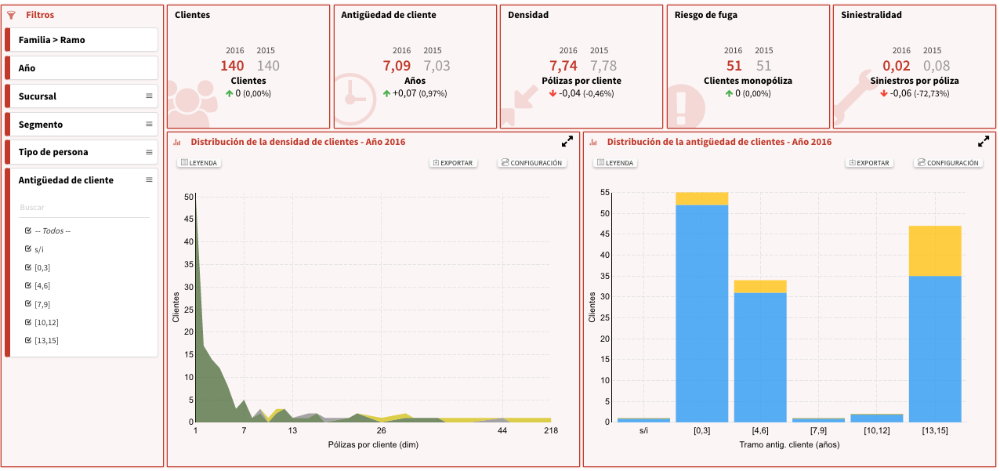 Filtros
Familia > Ramo
Año
Sucursal
Segmento
Tipo de persona
Antigüedad de cliente
Buscar
-- Todos --
s/i
[0,3]
[4,6]
[7,9]
[10,12]
[13,15]
Clientes
2016 2015
140 140
Clientes
0 (0,00%)
Antigüedad de cliente
2016 2015
7,09 7,03
Años
+0,07 (0,97%)
Densidad
2016 2015
7,74 7,78
Pólizas por cliente
-0,04 (-0,46%)
Riesgo de fuga
2016 2015
51 51
Clientes monopóliza
0 (0,00%)
Siniestralidad
2016 2015
0,02 0,08
Siniestros por póliza
-0,06 (-72,73%)
Distribución de la densidad de clientes - Año 2016
LEYENDA EXPORTAR CONFIGURACIÓN
50
45
40
35
30
25
20
15
10
5
0
Clientes
1 7 13 26 44 218
Pólizas por cliente (dim)
Distribución de la antigüedad de clientes - Año 2016
LEYENDA EXPORTAR CONFIGURACIÓN
55
50
45
40
35
30
25
20
15
10
5
0
Clientes
s/i [0,3] [4,6] [7,9] [10,12] [13,15]
Tramo antig. cliente (años)